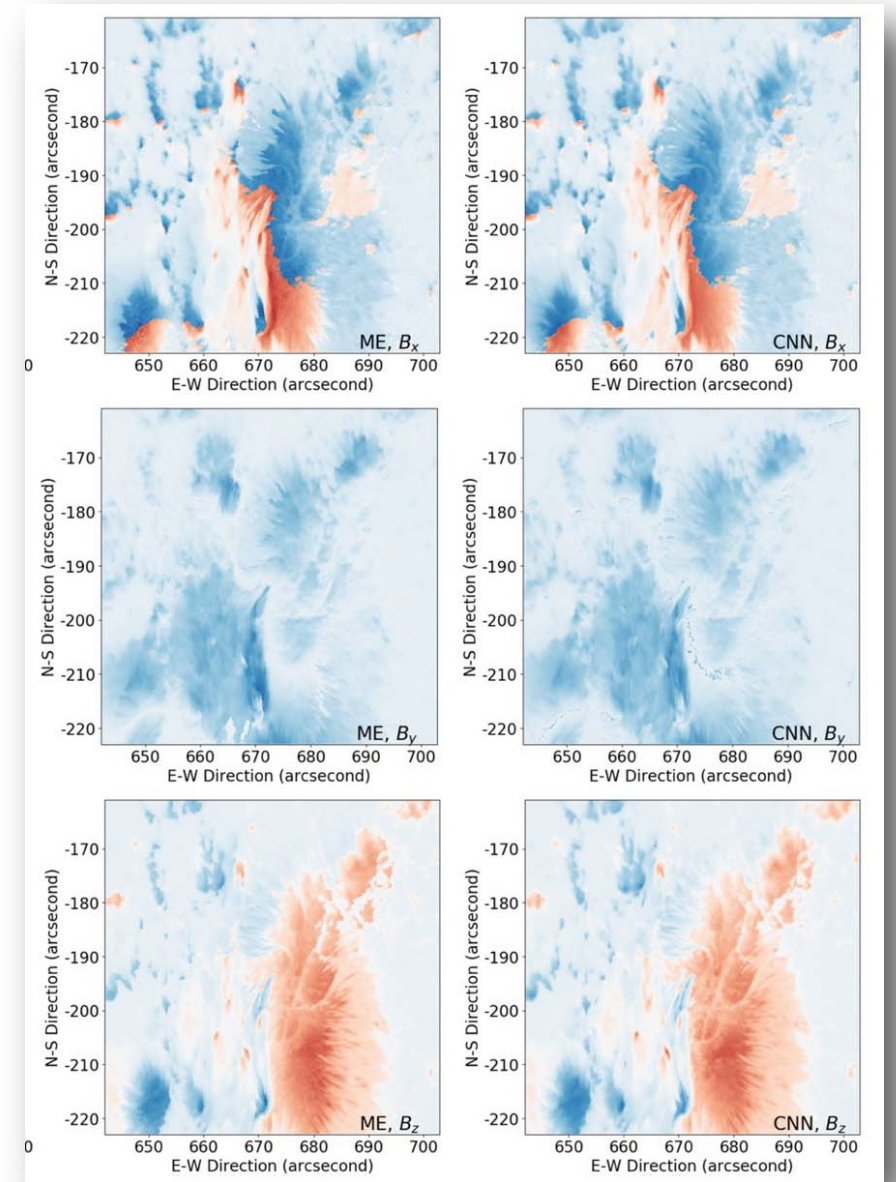 -170
-180
-190
-200
-210
-220
N-S Direction (arcsecond)
ME, Bx
650 660 670 680 690 700
E-W Direction (arcsecond)
-170
-180
-190
-200
-210
-220
N-S Direction (arcsecond)
CNN, Bx
650 660 670 680 690 700
E-W Direction (arcsecond)
0
-170
-180
-190
-200
-210
-220
N-S Direction (arcsecond)
ME, By
650 660 670 680 690 700
E-W Direction (arcsecond)
-170
-180
-190
-200
-210
-220
N-S Direction (arcsecond)
CNN, By
650 660 670 680 690 700
E-W Direction (arcsecond)
-170
-180
-190
-200
-210
-220
N-S Direction (arcsecond)
ME, Bz
650 660 670 680 690 700
E-W Direction (arcsecond)
-170
-180
-190
-200
-210
-220
N-S Direction (arcsecond)
CNN, Bz
650 660 670 680 690 700
E-W Direction (arcsecond)
0